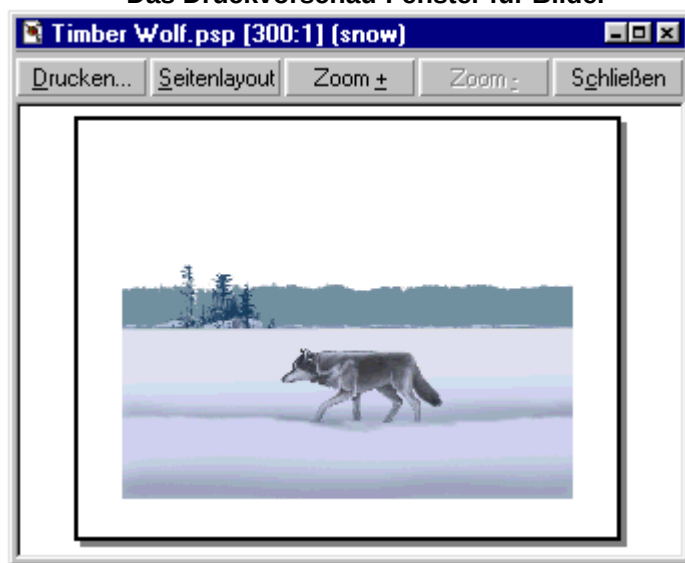 Das Druckvorschau-Fenster für Bilder
Timber Wolf.psp [300:1] (snow)
Drucken... Seitenlayout Zoom + Zoom - Schließen